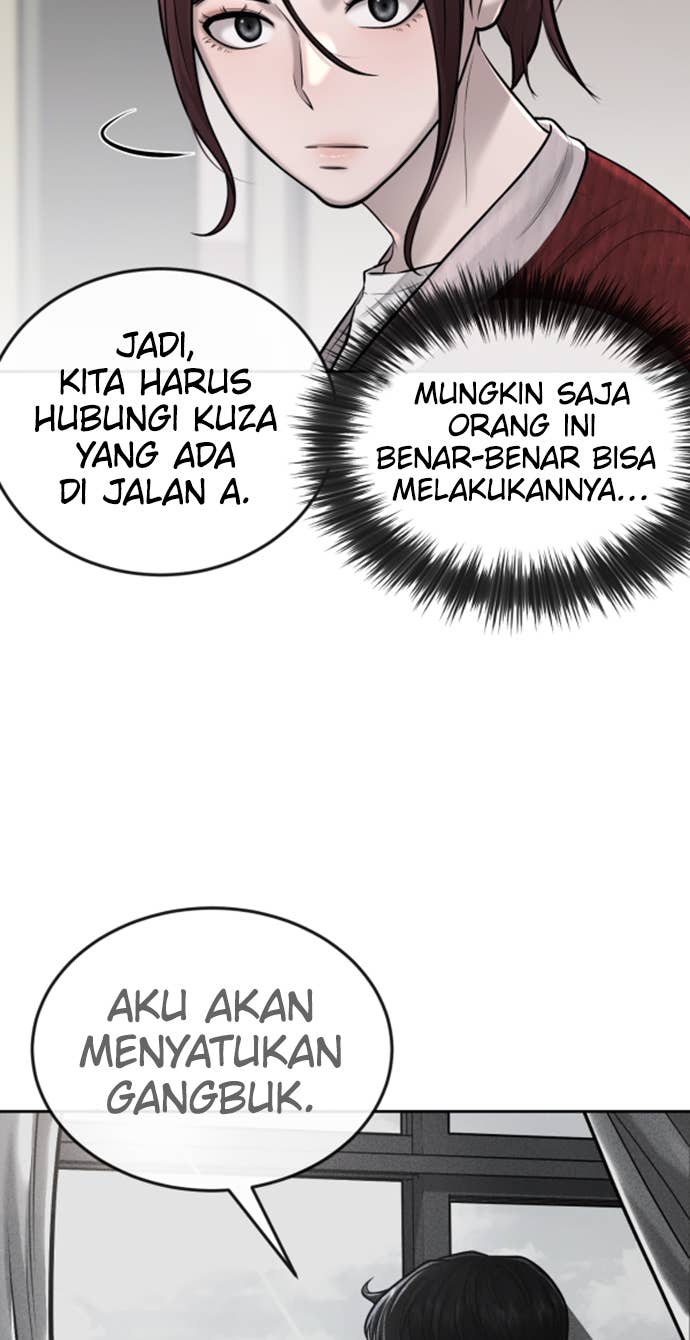 JADI,
KITA HARUS
HUBUNGI KUZA
YANG ADA
DI JALAN A.
MUNGKIN SAJA
ORANG INI
BENAR-BENAR BISA
MELAKUKANNYA...
AKU AKAN
MENYATUKAN
GANGBUK.